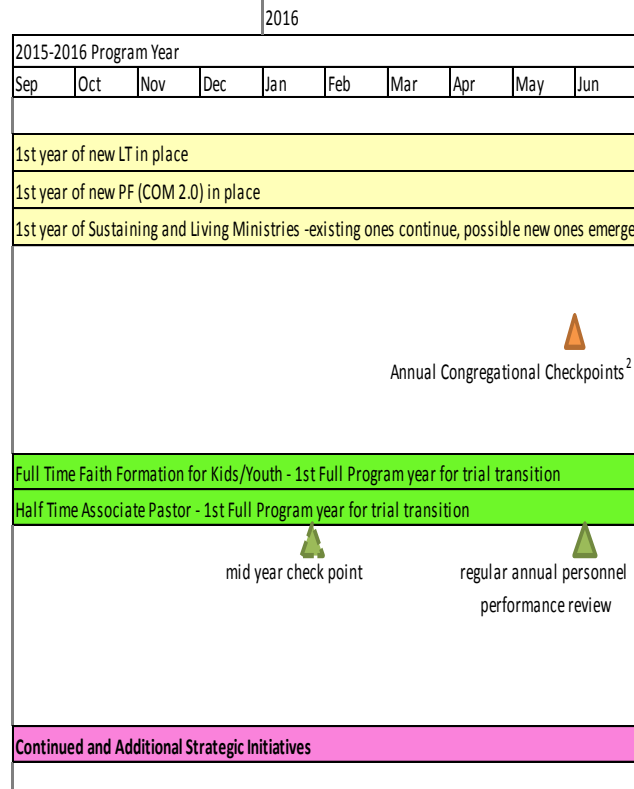 2016
2015-2016 Program Year
Sep Oct Nov Dec Jan Feb Mar Apr May Jun
1st year of new LT in place
1st year of new PF (COM 2.0) in place
1st year of Sustaining and Living Ministries -existing ones continue, possible new ones emerge
Annual Congregational Checkpoints²
Full Time Faith Formation for Kids/Youth - 1st Full Program year for trial transition
Half Time Associate Pastor - 1st Full Program year for trial transition
mid year check point
regular annual personnel
performance review
Continued and Additional Strategic Initiatives